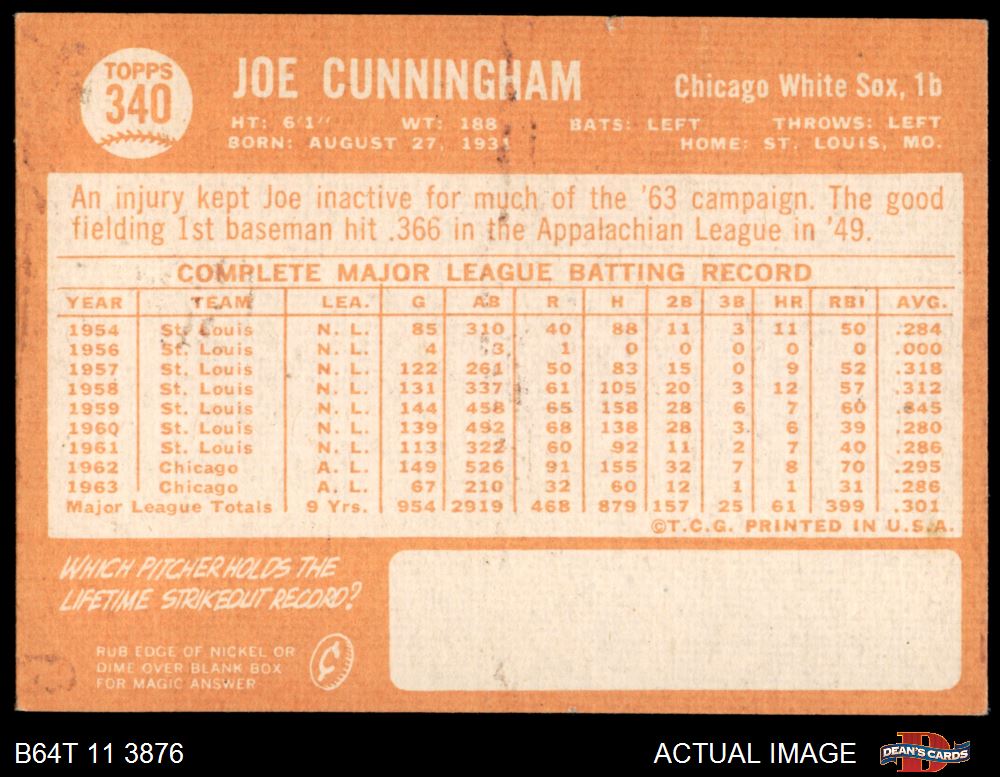 TOPPS
340
JOE CUNNINGHAM
Chicago White Sox, 1b
HT: 6'1" WT: 188 BATS: LEFT THROWS: LEFT
BORN: AUGUST 27, 1931 HOME: ST. LOUIS, MO.
An injury kept Joe inactive for much of the '63 campaign. The good
fielding 1st baseman hit .366 in the Appalachian League in '49.
COMPLETE MAJOR LEAGUE BATTING RECORD
YEAR TEAM LEA. G AB R H 2B 3B HR RBI AVG.
1954 St. Louis N. L. 85 310 40 88 11 3 11 50 .284
1956 St. Louis N. L. 4 3 1 0 0 0 0 0 .000
1957 St. Louis N. L. 122 261 50 83 15 0 9 52 .318
1958 St. Louis N. L. 131 337 61 105 20 3 12 57 .312
1959 St. Louis N. L. 144 458 65 158 28 6 7 60 .345
1960 St. Louis N. L. 139 492 68 138 28 3 6 39 .280
1961 St. Louis N. L. 113 322 60 92 11 2 7 40 .286
1962 Chicago A. L. 149 526 91 155 32 7 8 70 .295
1963 Chicago A. L. 67 210 32 60 12 1 1 31 .286
Major League Totals 9 Yrs. 954 2919 468 879 157 25 61 399 .301
©T.C.G. PRINTED IN U.S.A.
WHICH PITCHER HOLDS THE
LIFETIME STRIKEOUT RECORD?
RUB EDGE OF NICKEL OR
DIME OVER BLANK BOX
FOR MAGIC ANSWER
¢
B64T 11 3876
ACTUAL IMAGE
D
DEAN'S CARDS